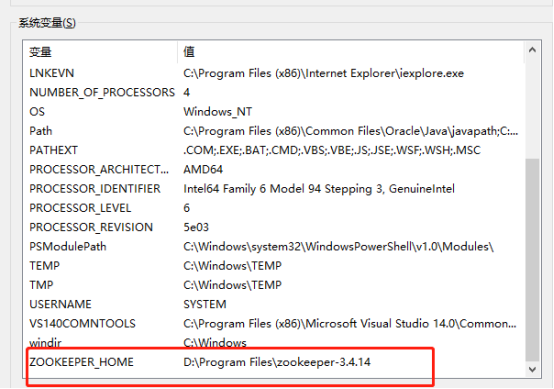 系统变量(S)
变量 值
LNKEVN C:\Program Files (x86)\Internet Explorer\iexplore.exe
NUMBER_OF_PROCESSORS 4
OS Windows_NT
Path C:\Program Files (x86)\Common Files\Oracle\Java\javapath;C:...
PATHEXT .COM;.EXE;.BAT;.CMD;.VBS;.VBE;.JS;.JSE;.WSF;.WSH;.MSC
PROCESSOR_ARCHITECT... AMD64
PROCESSOR_IDENTIFIER Intel64 Family 6 Model 94 Stepping 3, GenuineIntel
PROCESSOR_LEVEL 6
PROCESSOR_REVISION 5e03
PSModulePath C:\Windows\system32\WindowsPowerShell\v1.0\Modules\
TEMP C:\Windows\TEMP
TMP C:\Windows\TEMP
USERNAME SYSTEM
VS140COMNTOOLS C:\Program Files (x86)\Microsoft Visual Studio 14.0\Common...
windir C:\Windows
ZOOKEEPER_HOME D:\Program Files\zookeeper-3.4.14